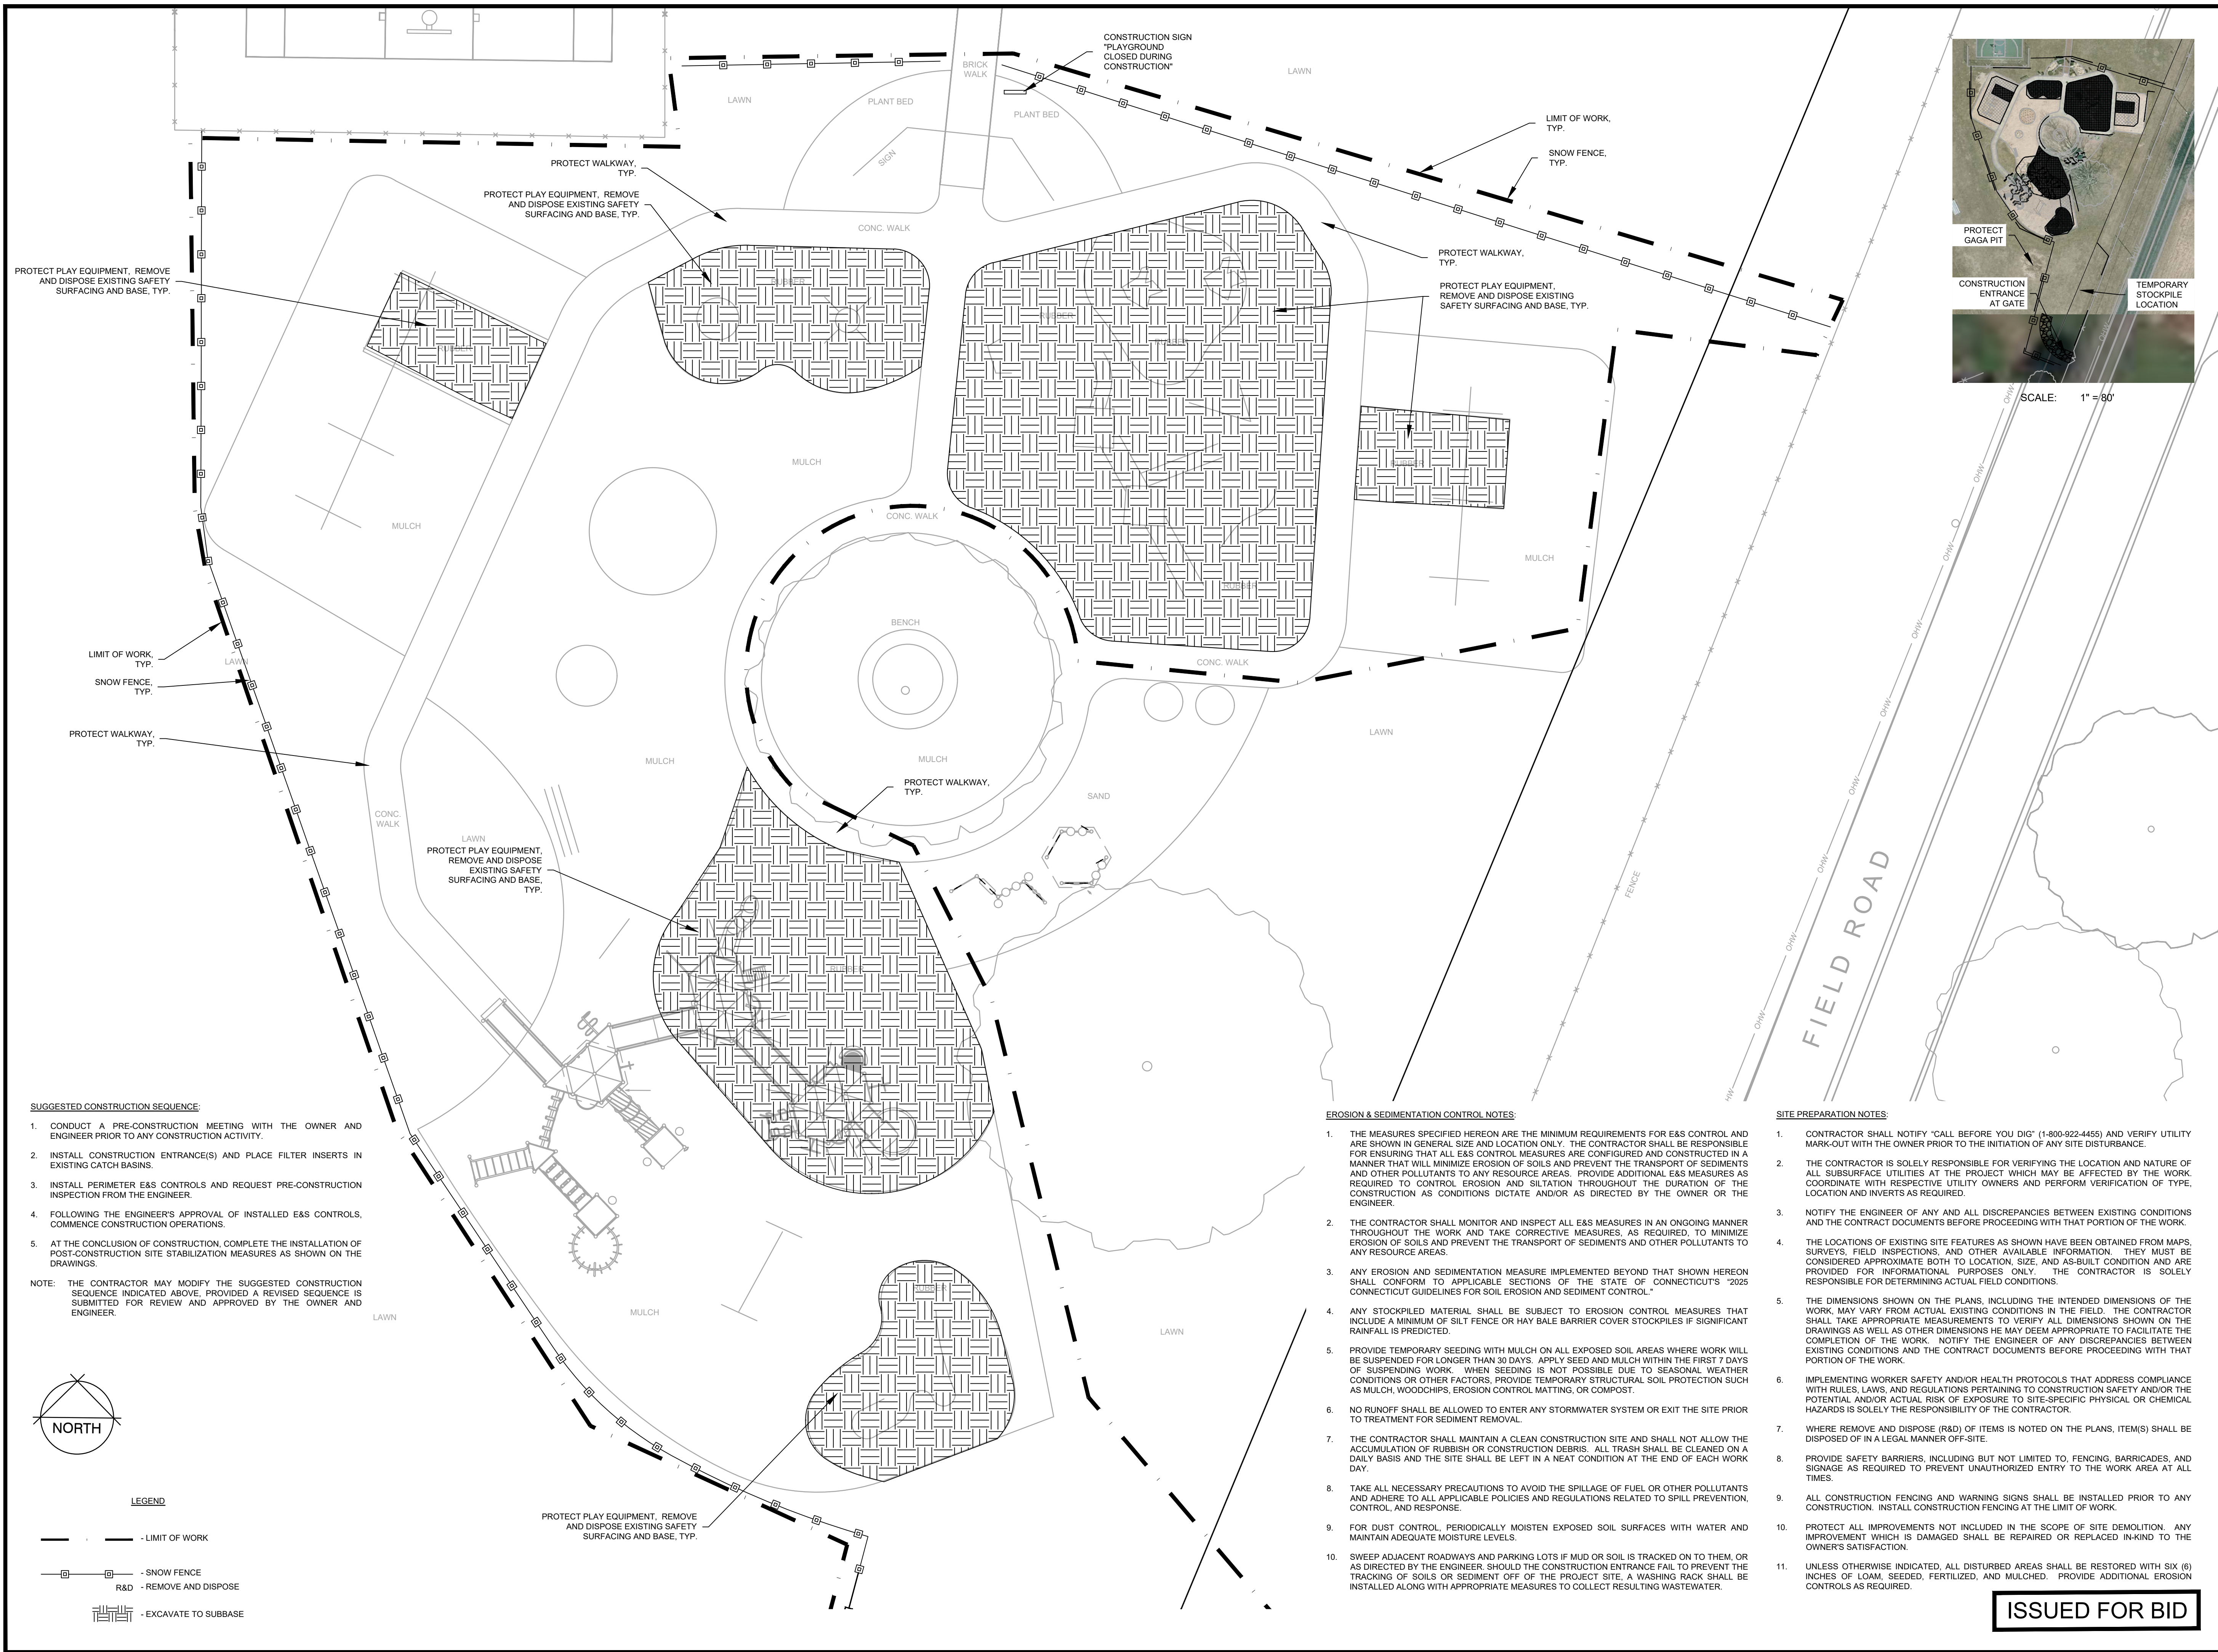 CONSTRUCTION SIGN
"PLAYGROUND
CLOSED DURING
CONSTRUCTION"
BRICK
WALK
LAWN
LAWN
PLANT BED
PLANT BED
SIGN
LIMIT OF WORK,
TYP.
SNOW FENCE,
TYP.
PROTECT WALKWAY,
TYP.
PROTECT PLAY EQUIPMENT, REMOVE
AND DISPOSE EXISTING SAFETY
SURFACING AND BASE, TYP.
CONC. WALK
PROTECT WALKWAY,
TYP.
PROTECT PLAY EQUIPMENT, REMOVE
AND DISPOSE EXISTING SAFETY
SURFACING AND BASE, TYP.
PROTECT PLAY EQUIPMENT,
REMOVE AND DISPOSE EXISTING
SAFETY SURFACING AND BASE, TYP.
RUBBER
RUBBER
RUBBER
RUBBER
RUBBER
MULCH
MULCH
CONC. WALK
MULCH
RUBBER
BENCH
LIMIT OF WORK,
TYP.
LAWN
SNOW FENCE,
TYP.
CONC. WALK
PROTECT WALKWAY,
TYP.
LAWN
MULCH
MULCH
PROTECT WALKWAY,
TYP.
SAND
CONC.
WALK
LAWN
PROTECT PLAY EQUIPMENT,
REMOVE AND DISPOSE
EXISTING SAFETY
SURFACING AND BASE,
TYP.
RUBBER
FENCE
FIELD ROAD
OHW
OHW
OHW
OHW
OHW
OHW
OHW
OHW
OHW
OHW
HW
PROTECT
GAGA PIT
CONSTRUCTION
ENTRANCE
AT GATE
TEMPORARY
STOCKPILE
LOCATION
SCALE: 1" = 80'
RUBBER
MULCH
LAWN
LAWN
PROTECT PLAY EQUIPMENT, REMOVE
AND DISPOSE EXISTING SAFETY
SURFACING AND BASE, TYP.
SUGGESTED CONSTRUCTION SEQUENCE:
1. CONDUCT A PRE-CONSTRUCTION MEETING WITH THE OWNER AND
ENGINEER PRIOR TO ANY CONSTRUCTION ACTIVITY.
2. INSTALL CONSTRUCTION ENTRANCE(S) AND PLACE FILTER INSERTS IN
EXISTING CATCH BASINS.
3. INSTALL PERIMETER E&S CONTROLS AND REQUEST PRE-CONSTRUCTION
INSPECTION FROM THE ENGINEER.
4. FOLLOWING THE ENGINEER'S APPROVAL OF INSTALLED E&S CONTROLS,
COMMENCE CONSTRUCTION OPERATIONS.
5. AT THE CONCLUSION OF CONSTRUCTION, COMPLETE THE INSTALLATION OF
POST-CONSTRUCTION SITE STABILIZATION MEASURES AS SHOWN ON THE
DRAWINGS.
NOTE: THE CONTRACTOR MAY MODIFY THE SUGGESTED CONSTRUCTION
SEQUENCE INDICATED ABOVE, PROVIDED A REVISED SEQUENCE IS
SUBMITTED FOR REVIEW AND APPROVED BY THE OWNER AND
ENGINEER.
NORTH
LEGEND
- LIMIT OF WORK
- SNOW FENCE
R&D - REMOVE AND DISPOSE
- EXCAVATE TO SUBBASE
EROSION & SEDIMENTATION CONTROL NOTES:
1. THE MEASURES SPECIFIED HEREON ARE THE MINIMUM REQUIREMENTS FOR E&S CONTROL AND
ARE SHOWN IN GENERAL SIZE AND LOCATION ONLY. THE CONTRACTOR SHALL BE RESPONSIBLE
FOR ENSURING THAT ALL E&S CONTROL MEASURES ARE CONFIGURED AND CONSTRUCTED IN A
MANNER THAT WILL MINIMIZE EROSION OF SOILS AND PREVENT THE TRANSPORT OF SEDIMENTS
AND OTHER POLLUTANTS TO ANY RESOURCE AREAS. PROVIDE ADDITIONAL E&S MEASURES AS
REQUIRED TO CONTROL EROSION AND SILTATION THROUGHOUT THE DURATION OF THE
CONSTRUCTION AS CONDITIONS DICTATE AND/OR AS DIRECTED BY THE OWNER OR THE
ENGINEER.
2. THE CONTRACTOR SHALL MONITOR AND INSPECT ALL E&S MEASURES IN AN ONGOING MANNER
THROUGHOUT THE WORK AND TAKE CORRECTIVE MEASURES, AS REQUIRED, TO MINIMIZE
EROSION OF SOILS AND PREVENT THE TRANSPORT OF SEDIMENTS AND OTHER POLLUTANTS TO
ANY RESOURCE AREAS.
3. ANY EROSION AND SEDIMENTATION MEASURE IMPLEMENTED BEYOND THAT SHOWN HEREON
SHALL CONFORM TO APPLICABLE SECTIONS OF THE STATE OF CONNECTICUT'S "2025
CONNECTICUT GUIDELINES FOR SOIL EROSION AND SEDIMENT CONTROL."
4. ANY STOCKPILED MATERIAL SHALL BE SUBJECT TO EROSION CONTROL MEASURES THAT
INCLUDE A MINIMUM OF SILT FENCE OR HAY BALE BARRIER COVER STOCKPILES IF SIGNIFICANT
RAINFALL IS PREDICTED.
5. PROVIDE TEMPORARY SEEDING WITH MULCH ON ALL EXPOSED SOIL AREAS WHERE WORK WILL
BE SUSPENDED FOR LONGER THAN 30 DAYS. APPLY SEED AND MULCH WITHIN THE FIRST 7 DAYS
OF SUSPENDING WORK. WHEN SEEDING IS NOT POSSIBLE DUE TO SEASONAL WEATHER
CONDITIONS OR OTHER FACTORS, PROVIDE TEMPORARY STRUCTURAL SOIL PROTECTION SUCH
AS MULCH, WOODCHIPS, EROSION CONTROL MATTING, OR COMPOST.
6. NO RUNOFF SHALL BE ALLOWED TO ENTER ANY STORMWATER SYSTEM OR EXIT THE SITE PRIOR
TO TREATMENT FOR SEDIMENT REMOVAL.
7. THE CONTRACTOR SHALL MAINTAIN A CLEAN CONSTRUCTION SITE AND SHALL NOT ALLOW THE
ACCUMULATION OF RUBBISH OR CONSTRUCTION DEBRIS. ALL TRASH SHALL BE CLEANED ON A
DAILY BASIS AND THE SITE SHALL BE LEFT IN A NEAT CONDITION AT THE END OF EACH WORK
DAY.
8. TAKE ALL NECESSARY PRECAUTIONS TO AVOID THE SPILLAGE OF FUEL OR OTHER POLLUTANTS
AND ADHERE TO ALL APPLICABLE POLICIES AND REGULATIONS RELATED TO SPILL PREVENTION,
CONTROL, AND RESPONSE.
9. FOR DUST CONTROL, PERIODICALLY MOISTEN EXPOSED SOIL SURFACES WITH WATER AND
MAINTAIN ADEQUATE MOISTURE LEVELS.
10. SWEEP ADJACENT ROADWAYS AND PARKING LOTS IF MUD OR SOIL IS TRACKED ON TO THEM, OR
AS DIRECTED BY THE ENGINEER. SHOULD THE CONSTRUCTION ENTRANCE FAIL TO PREVENT THE
TRACKING OF SOILS OR SEDIMENT OFF OF THE PROJECT SITE, A WASHING RACK SHALL BE
INSTALLED ALONG WITH APPROPRIATE MEASURES TO COLLECT RESULTING WASTEWATER.
SITE PREPARATION NOTES:
1. CONTRACTOR SHALL NOTIFY "CALL BEFORE YOU DIG" (1-800-922-4455) AND VERIFY UTILITY
MARK-OUT WITH THE OWNER PRIOR TO THE INITIATION OF ANY SITE DISTURBANCE.
2. THE CONTRACTOR IS SOLELY RESPONSIBLE FOR VERIFYING THE LOCATION AND NATURE OF
ALL SUBSURFACE UTILITIES AT THE PROJECT WHICH MAY BE AFFECTED BY THE WORK.
COORDINATE WITH RESPECTIVE UTILITY OWNERS AND PERFORM VERIFICATION OF TYPE,
LOCATION AND INVERTS AS REQUIRED.
3. NOTIFY THE ENGINEER OF ANY AND ALL DISCREPANCIES BETWEEN EXISTING CONDITIONS
AND THE CONTRACT DOCUMENTS BEFORE PROCEEDING WITH THAT PORTION OF THE WORK.
4. THE LOCATIONS OF EXISTING SITE FEATURES AS SHOWN HAVE BEEN OBTAINED FROM MAPS,
SURVEYS, FIELD INSPECTIONS, AND OTHER AVAILABLE INFORMATION. THEY MUST BE
CONSIDERED APPROXIMATE BOTH TO LOCATION, SIZE, AND AS-BUILT CONDITION AND ARE
PROVIDED FOR INFORMATIONAL PURPOSES ONLY. THE CONTRACTOR IS SOLELY
RESPONSIBLE FOR DETERMINING ACTUAL FIELD CONDITIONS.
5. THE DIMENSIONS SHOWN ON THE PLANS, INCLUDING THE INTENDED DIMENSIONS OF THE
WORK, MAY VARY FROM ACTUAL EXISTING CONDITIONS IN THE FIELD. THE CONTRACTOR
SHALL TAKE APPROPRIATE MEASUREMENTS TO VERIFY ALL DIMENSIONS SHOWN ON THE
DRAWINGS AS WELL AS OTHER DIMENSIONS HE MAY DEEM APPROPRIATE TO FACILITATE THE
COMPLETION OF THE WORK. NOTIFY THE ENGINEER OF ANY DISCREPANCIES BETWEEN
EXISTING CONDITIONS AND THE CONTRACT DOCUMENTS BEFORE PROCEEDING WITH THAT
PORTION OF THE WORK.
6. IMPLEMENTING WORKER SAFETY AND/OR HEALTH PROTOCOLS THAT ADDRESS COMPLIANCE
WITH RULES, LAWS, AND REGULATIONS PERTAINING TO CONSTRUCTION SAFETY AND/OR THE
POTENTIAL AND/OR ACTUAL RISK OF EXPOSURE TO SITE-SPECIFIC PHYSICAL OR CHEMICAL
HAZARDS IS SOLELY THE RESPONSIBILITY OF THE CONTRACTOR.
7. WHERE REMOVE AND DISPOSE (R&D) OF ITEMS IS NOTED ON THE PLANS, ITEM(S) SHALL BE
DISPOSED OF IN A LEGAL MANNER OFF-SITE.
8. PROVIDE SAFETY BARRIERS, INCLUDING BUT NOT LIMITED TO, FENCING, BARRICADES, AND
SIGNAGE AS REQUIRED TO PREVENT UNAUTHORIZED ENTRY TO THE WORK AREA AT ALL
TIMES.
9. ALL CONSTRUCTION FENCING AND WARNING SIGNS SHALL BE INSTALLED PRIOR TO ANY
CONSTRUCTION. INSTALL CONSTRUCTION FENCING AT THE LIMIT OF WORK.
10. PROTECT ALL IMPROVEMENTS NOT INCLUDED IN THE SCOPE OF SITE DEMOLITION. ANY
IMPROVEMENT WHICH IS DAMAGED SHALL BE REPAIRED OR REPLACED IN-KIND TO THE
OWNER'S SATISFACTION.
11. UNLESS OTHERWISE INDICATED, ALL DISTURBED AREAS SHALL BE RESTORED WITH SIX (6)
INCHES OF LOAM, SEEDED, FERTILIZED, AND MULCHED. PROVIDE ADDITIONAL EROSION
CONTROLS AS REQUIRED.
ISSUED FOR BID